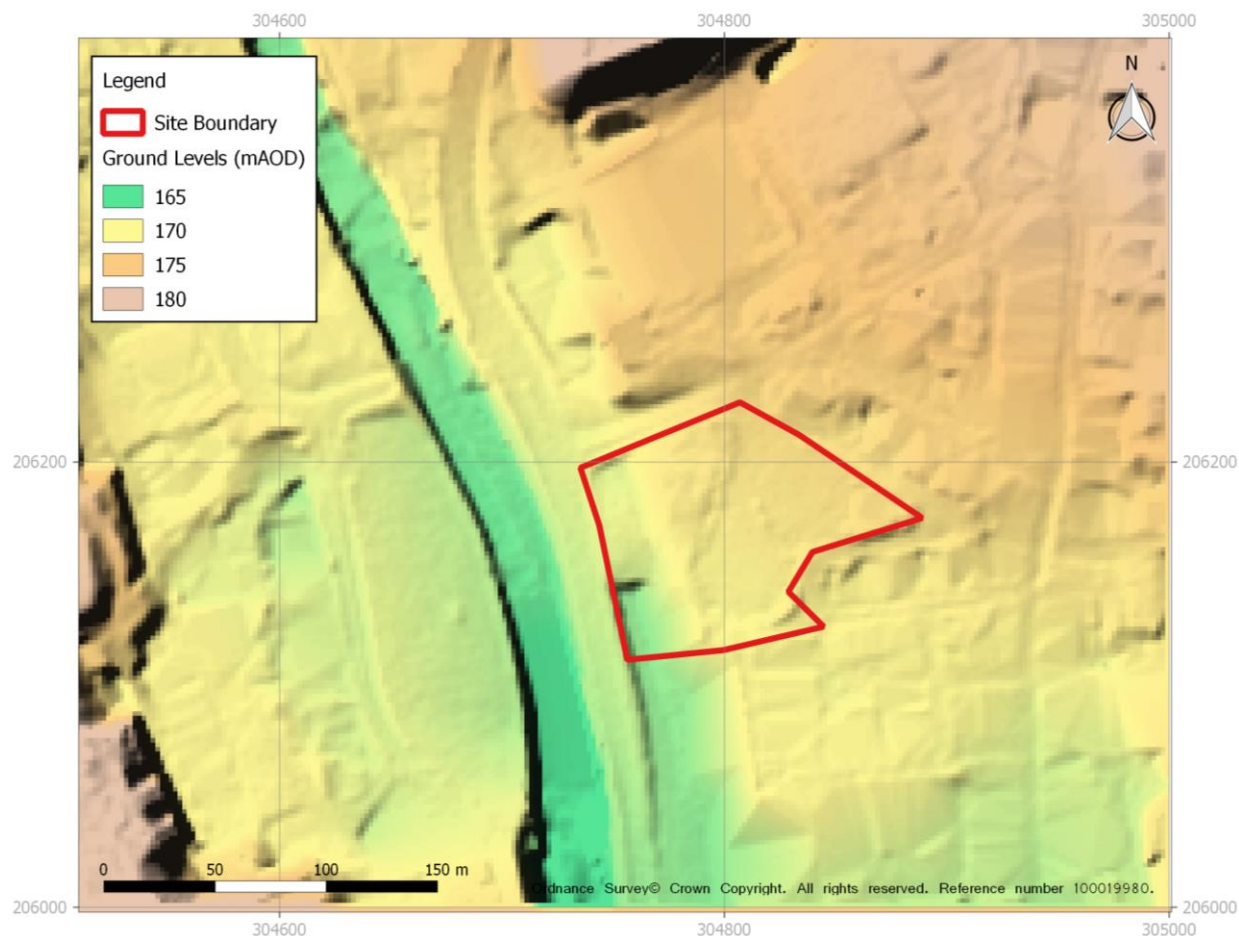 304600 304800 305000
Legend
Site Boundary
Ground Levels (mAOD)
165
170
175
180
N
206200 206200
0 50 100 150 m
Ordnance Survey© Crown Copyright. All rights reserved. Reference number 100019980.
206000 206000
304600 304800 305000